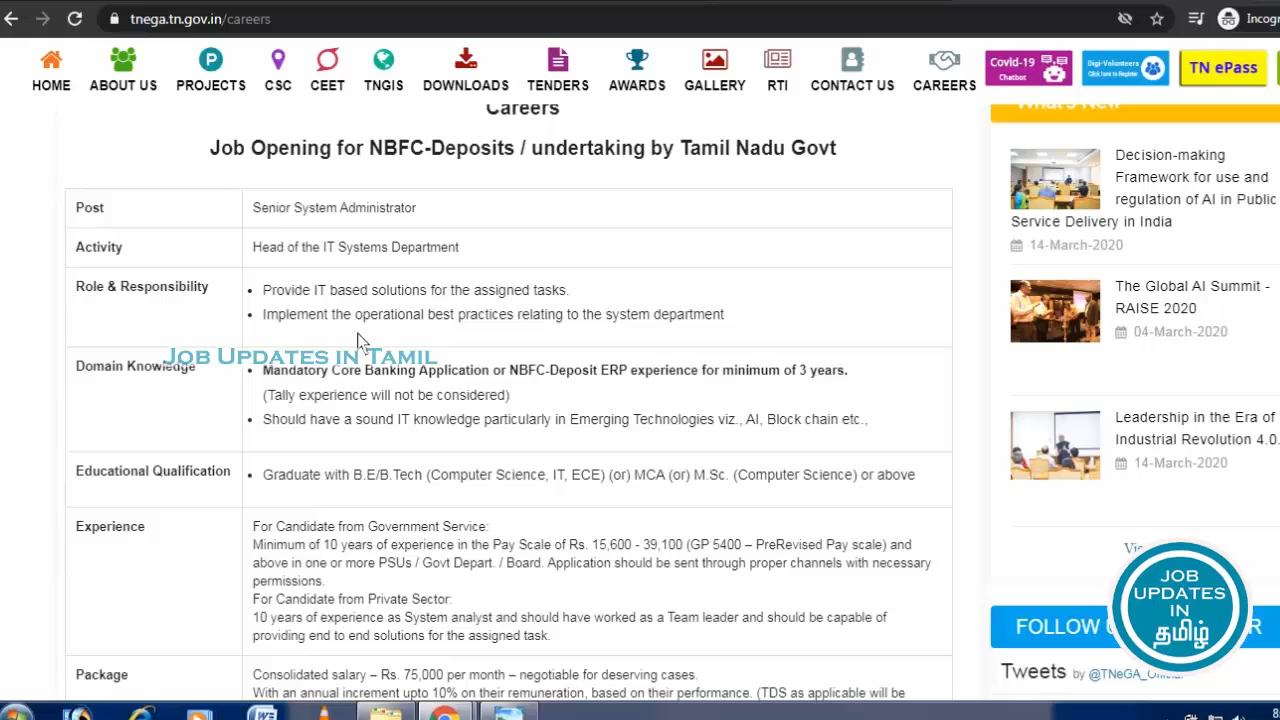 tnega.tn.gov.in/careers
HOME
ABOUT US
PROJECTS
CSC
CEET
TNGIS
DOWNLOADS
TENDERS
AWARDS
GALLERY
RTI
CONTACT US
CAREERS
Covid-19
Chatbot
Digi-Volunteers
Click here to Register
TN ePass
Careers
Job Opening for NBFC-Deposits / undertaking by Tamil Nadu Govt
Post
Senior System Administrator
Activity
Head of the IT Systems Department
Role & Responsibility
Provide IT based solutions for the assigned tasks.
Implement the operational best practices relating to the system department
JOB UPDATES IN TAMIL
Domain Knowledge
Mandatory Core Banking Application or NBFC-Deposit ERP experience for minimum of 3 years.
(Tally experience will not be considered)
Should have a sound IT knowledge particularly in Emerging Technologies viz., AI, Block chain etc.,
Educational Qualification
Graduate with B.E/B.Tech (Computer Science, IT, ECE) (or) MCA (or) M.Sc. (Computer Science) or above
Experience
For Candidate from Government Service:
Minimum of 10 years of experience in the Pay Scale of Rs. 15,600 - 39,100 (GP 5400 – PreRevised Pay scale) and
above in one or more PSUs / Govt Depart. / Board. Application should be sent through proper channels with necessary
permissions.
For Candidate from Private Sector:
10 years of experience as System analyst and should have worked as a Team leader and should be capable of
providing end to end solutions for the assigned task.
Package
Consolidated salary – Rs. 75,000 per month – negotiable for deserving cases.
With an annual increment upto 10% on their remuneration, based on their performance. (TDS as applicable will be
What's New
Decision-making
Framework for use and
regulation of AI in Public
Service Delivery in India
14-March-2020
The Global AI Summit -
RAISE 2020
04-March-2020
Leadership in the Era of
Industrial Revolution 4.0.
14-March-2020
JOB
UPDATES
IN
தமிழ்
FOLLOW
Tweets by @TNeGA_